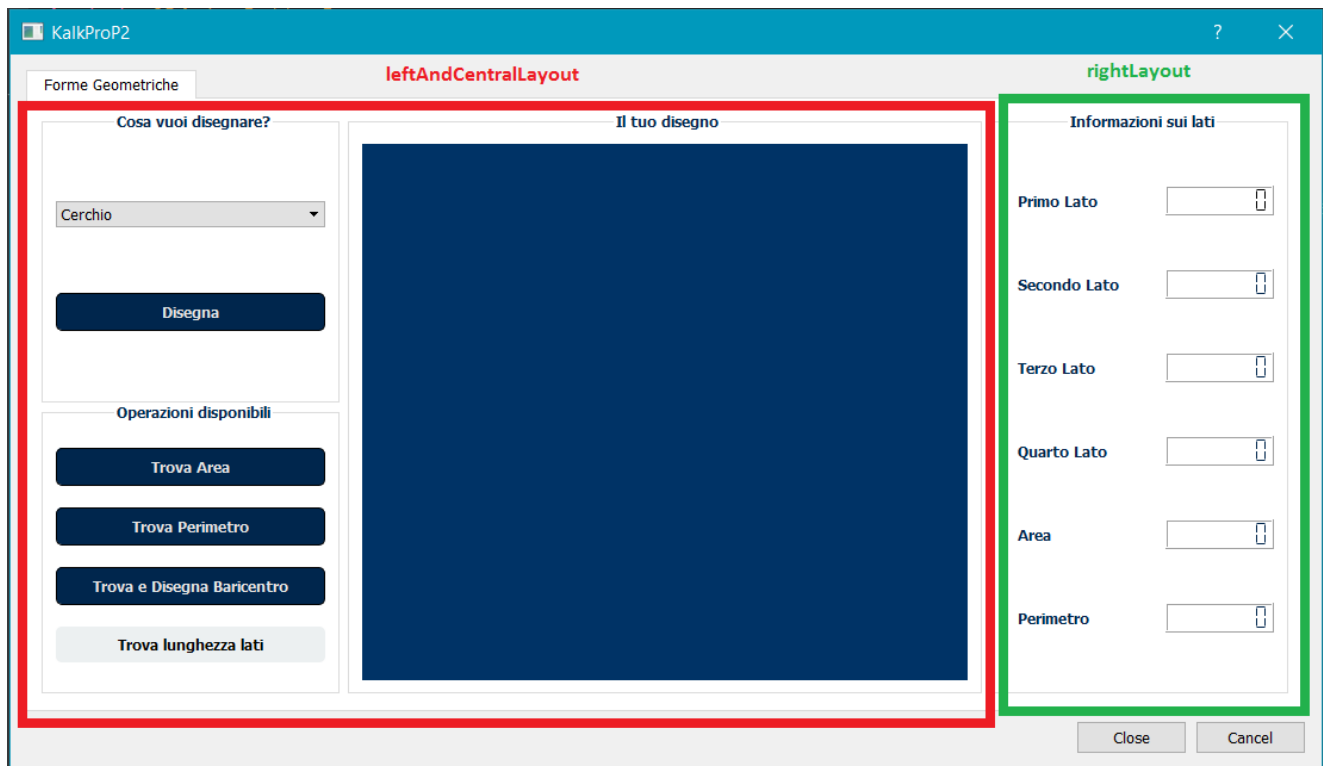 KalkProP2
?
leftAndCentralLayout
rightLayout
Forme Geometriche
Cosa vuoi disegnare?
Il tuo disegno
Informazioni sui lati
Cerchio
Primo Lato 0
Disegna
Secondo Lato 0
Terzo Lato 0
Operazioni disponibili
Trova Area
Quarto Lato 0
Trova Perimetro
Area 0
Trova e Disegna Baricentro
Perimetro 0
Trova lunghezza lati
Close
Cancel